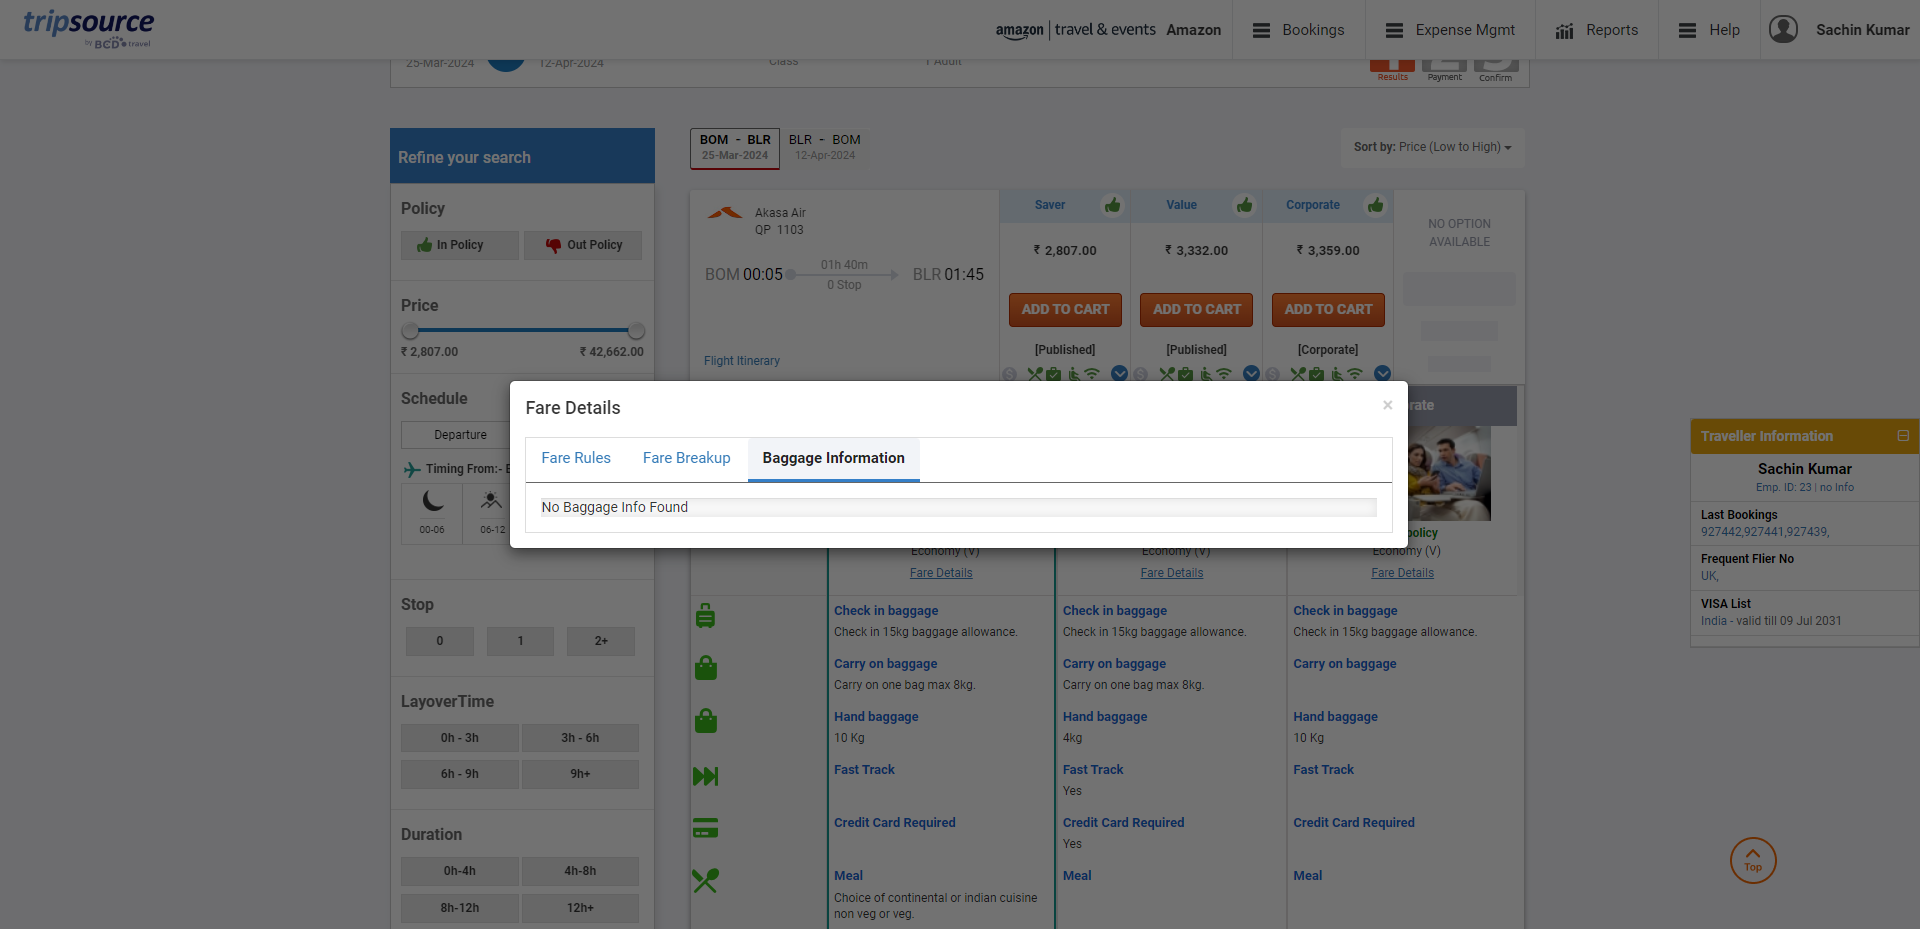 tripsource
by BCD travel
amazon | travel & events Amazon
Bookings
Expense Mgmt
Reports
Help
Sachin Kumar
25-Mar-2024
12-Apr-2024
Class
1 Adult
Results
Payment
Confirm
Refine your search
BOM - BLR
25-Mar-2024
BLR - BOM
12-Apr-2024
Sort by: Price (Low to High)
Policy
In Policy
Out Policy
Price
₹ 2,807.00
₹ 42,662.00
Akasa Air
QP 1103
BOM 00:05
01h 40m
0 Stop
BLR 01:45
Flight Itinerary
Saver
Value
Corporate
NO OPTION
AVAILABLE
₹ 2,807.00
₹ 3,332.00
₹ 3,359.00
ADD TO CART
ADD TO CART
ADD TO CART
[Published]
[Published]
[Corporate]
Schedule
Departure
Timing From:-
00-06
06-12
Fare Details
×
Fare Rules
Fare Breakup
Baggage Information
No Baggage Info Found
rate
policy
Economy (V)
Economy (V)
Economy (V)
Fare Details
Fare Details
Fare Details
Traveller Information
Sachin Kumar
Emp. ID: 23 | no Info
Last Bookings
927442,927441,927439,
Frequent Flier No
UK,
VISA List
India - valid till 09 Jul 2031
Stop
0
1
2+
LayoverTime
0h - 3h
3h - 6h
6h - 9h
9h+
Duration
0h-4h
4h-8h
8h-12h
12h+
Check in baggage
Check in 15kg baggage allowance.
Check in baggage
Check in 15kg baggage allowance.
Check in baggage
Check in 15kg baggage allowance.
Carry on baggage
Carry on one bag max 8kg.
Carry on baggage
Carry on one bag max 8kg.
Carry on baggage
Hand baggage
10 Kg
Hand baggage
4kg
Hand baggage
10 Kg
Fast Track
Fast Track
Yes
Fast Track
Credit Card Required
Credit Card Required
Yes
Credit Card Required
Meal
Choice of continental or indian cuisine
non veg or veg.
Meal
Meal
Top